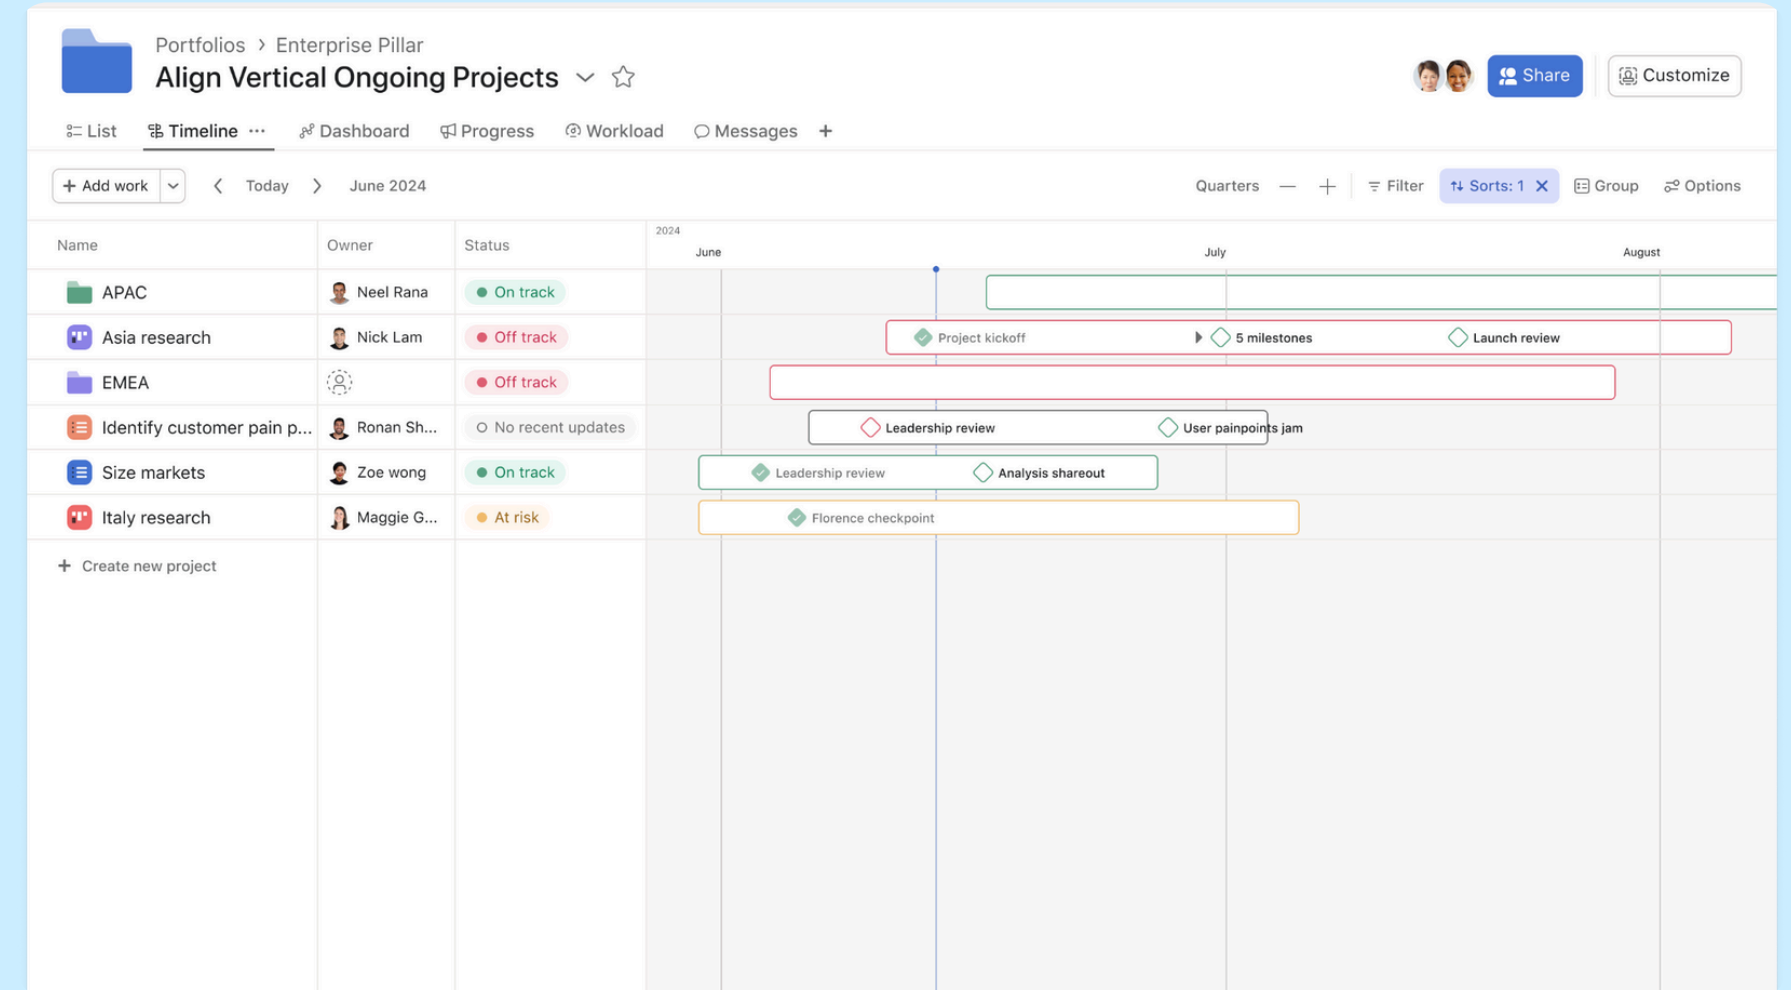 Portfolios > Enterprise Pillar
Align Vertical Ongoing Projects
Share
Customize
List
Timeline ...
Dashboard
Progress
Workload
Messages
+
+ Add work
< Today >
June 2024
Quarters — +
Filter
Sorts: 1 ×
Group
Options
Name Owner Status
2024
June July August
APAC Neel Rana On track
Asia research Nick Lam Off track Project kickoff 5 milestones Launch review
EMEA Off track
Identify customer pain p... Ronan Sh... No recent updates Leadership review User painpoints jam
Size markets Zoe wong On track Leadership review Analysis shareout
Italy research Maggie G... At risk Florence checkpoint
+ Create new project